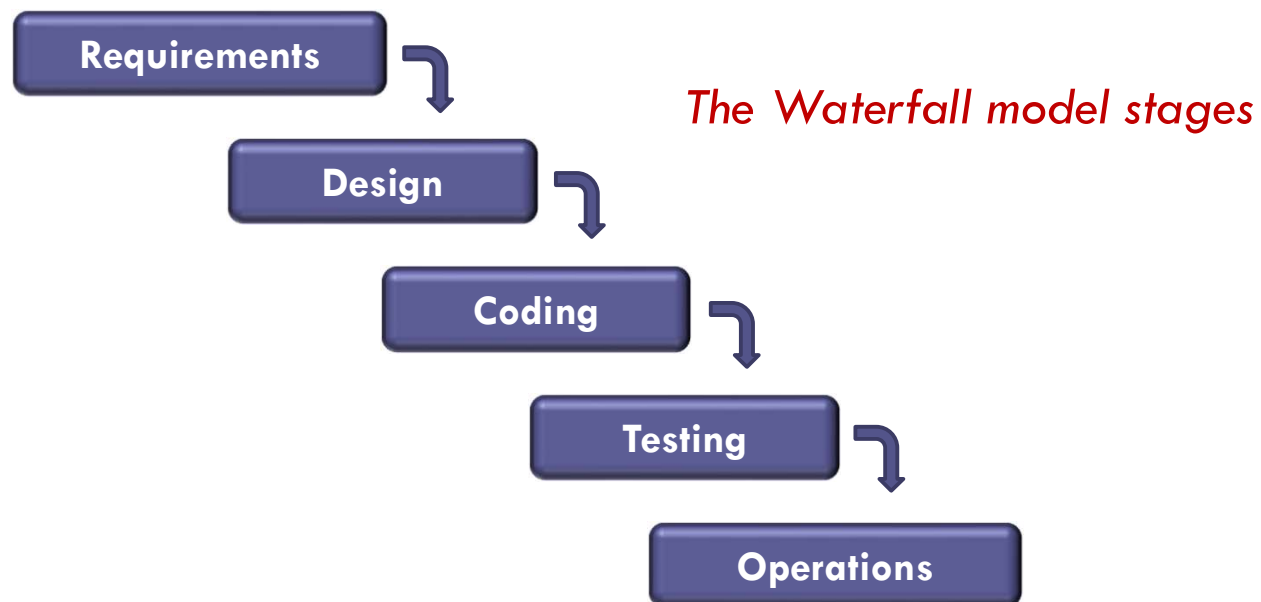 Requirements
The Waterfall model stages
Design
Coding
Testing
Operations